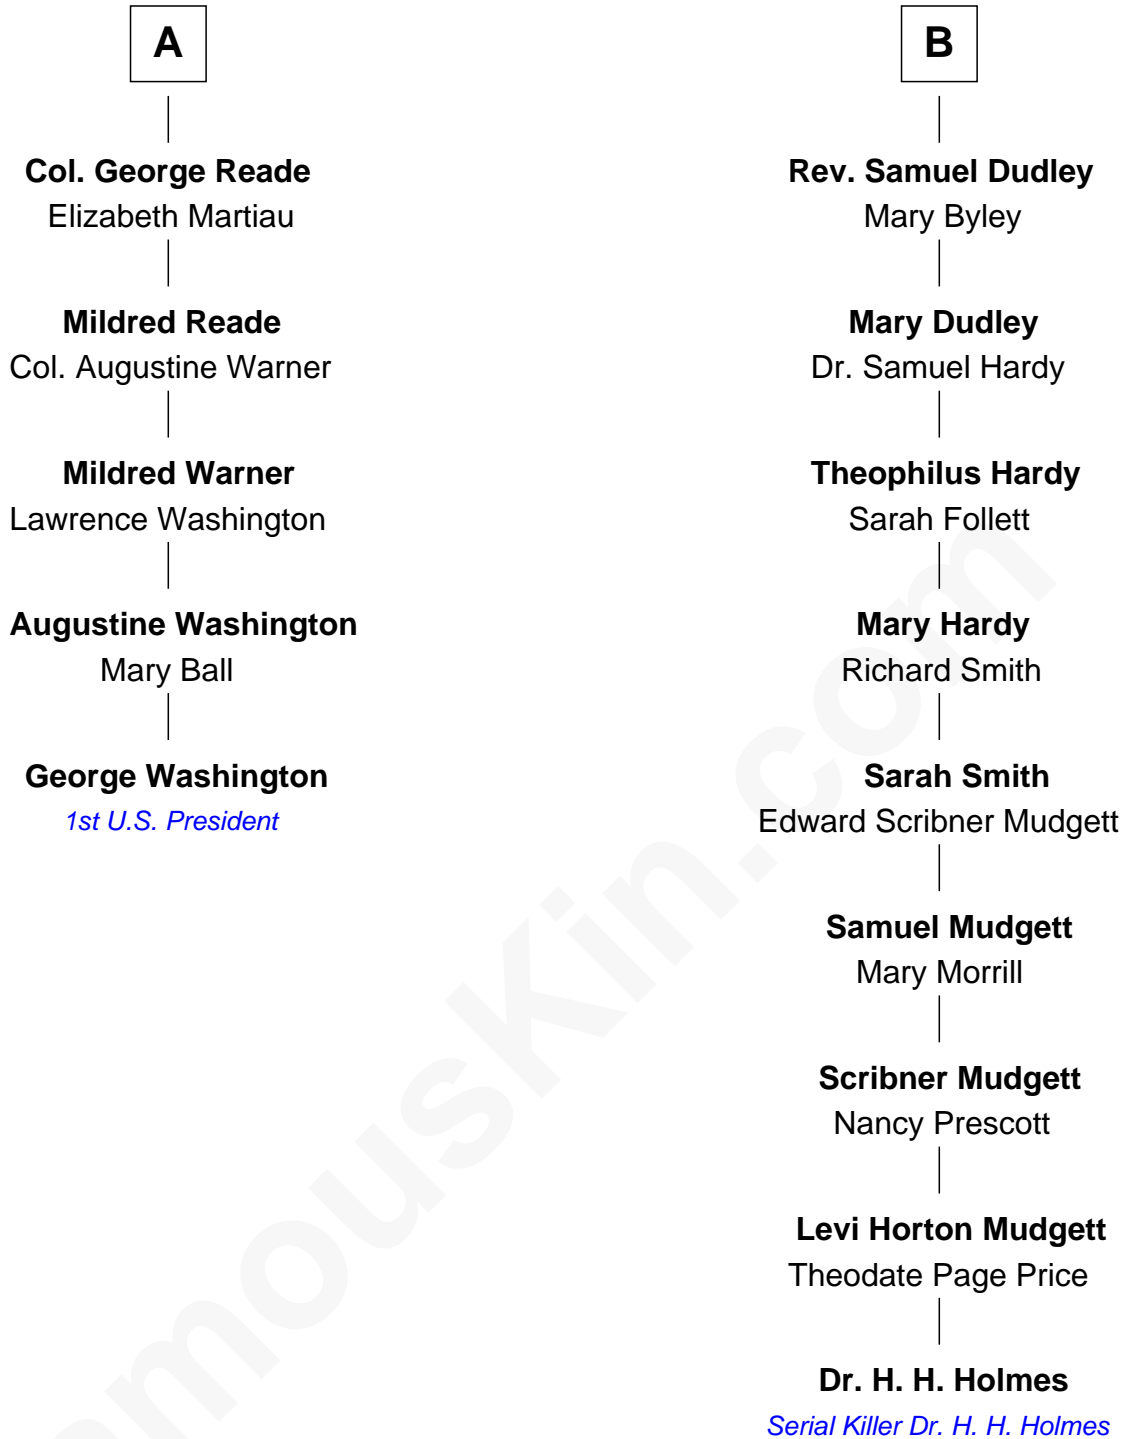 A
Col. George Reade
Elizabeth Martiau
Mildred Reade
Col. Augustine Warner
Mildred Warner
Lawrence Washington
Augustine Washington
Mary Ball
George Washington
1st U.S. President
B
Rev. Samuel Dudley
Mary Byley
Mary Dudley
Dr. Samuel Hardy
Theophilus Hardy
Sarah Follett
Mary Hardy
Richard Smith
Sarah Smith
Edward Scribner Mudgett
Samuel Mudgett
Mary Morrill
Scribner Mudgett
Nancy Prescott
Levi Horton Mudgett
Theodate Page Price
Dr. H. H. Holmes
Serial Killer Dr. H. H. Holmes
amousKin.com